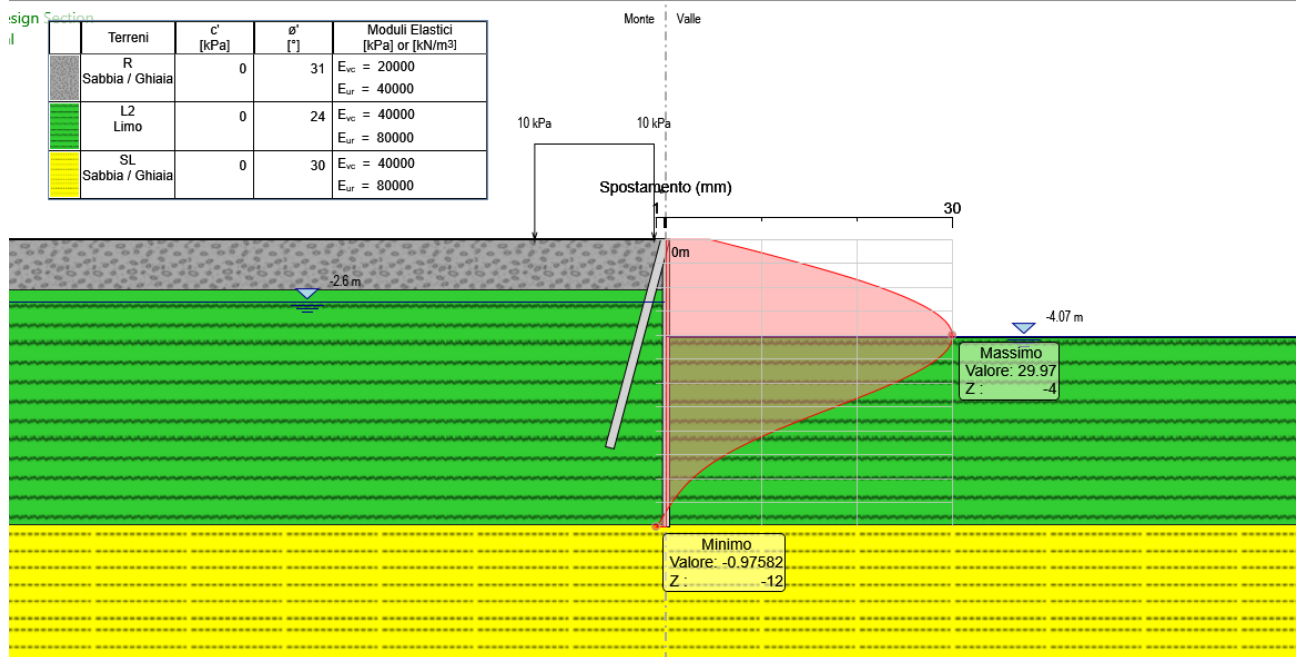 esign Section
Monte
Valle
Terreni
c'
[kPa]
ø'
[°]
Moduli Elastici
[kPa] or [kN/m³]
R
Sabbia / Ghiaia
0
31
Evc = 20000
Eur = 40000
L2
Limo
0
24
Evc = 40000
Eur = 80000
SL
Sabbia / Ghiaia
0
30
Evc = 40000
Eur = 80000
10 kPa
10 kPa
Spostamento (mm)
1
30
0m
-2.6 m
-4.07 m
Massimo
Valore: 29.97
Z : -4
Minimo
Valore: -0.97582
Z : -12